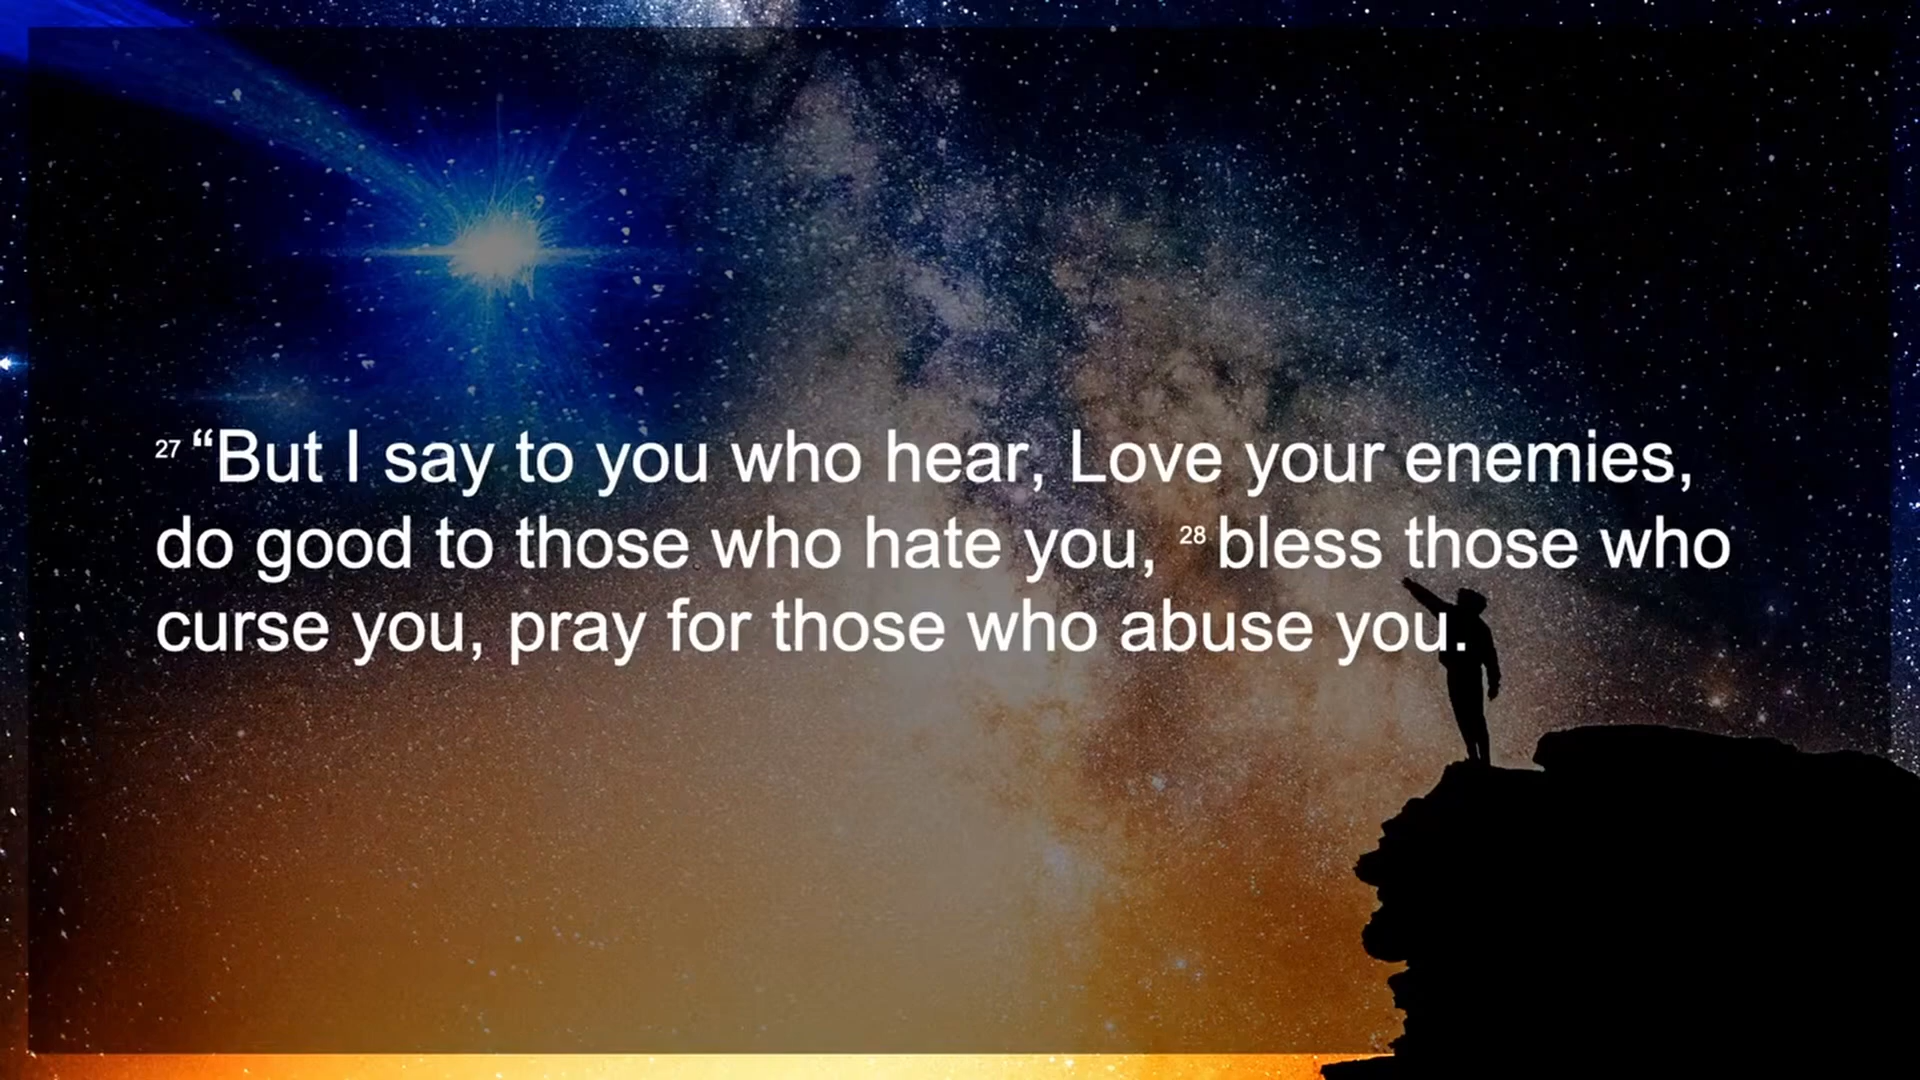 27 “But I say to you who hear, Love your enemies,
do good to those who hate you, 28 bless those who
curse you, pray for those who abuse you.